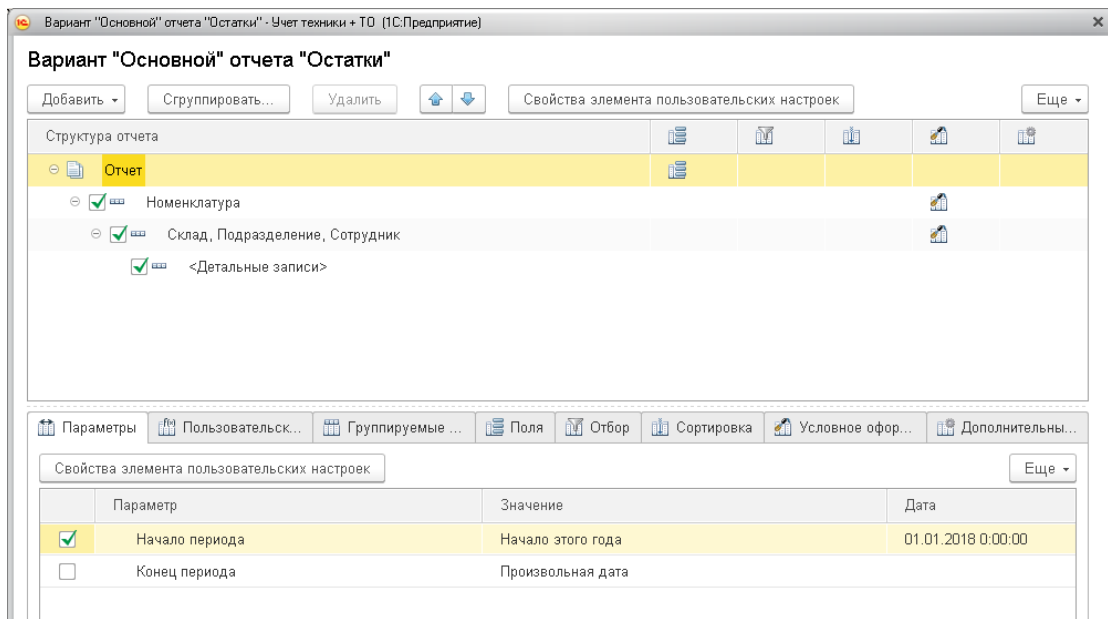 1С Вариант "Основной" отчета "Остатки" - Учет техники + ТО (1С:Предприятие)
Вариант "Основной" отчета "Остатки"
Добавить Сгруппировать... Удалить Свойства элемента пользовательских настроек Еще
Структура отчета
Отчет
Номенклатура
Склад, Подразделение, Сотрудник
<Детальные записи>
Параметры Пользовательск... Группируемые ... Поля Отбор Сортировка Условное офор... Дополнительны...
Свойства элемента пользовательских настроек Еще
Параметр Значение Дата
Начало периода Начало этого года 01.01.2018 0:00:00
Конец периода Произвольная дата